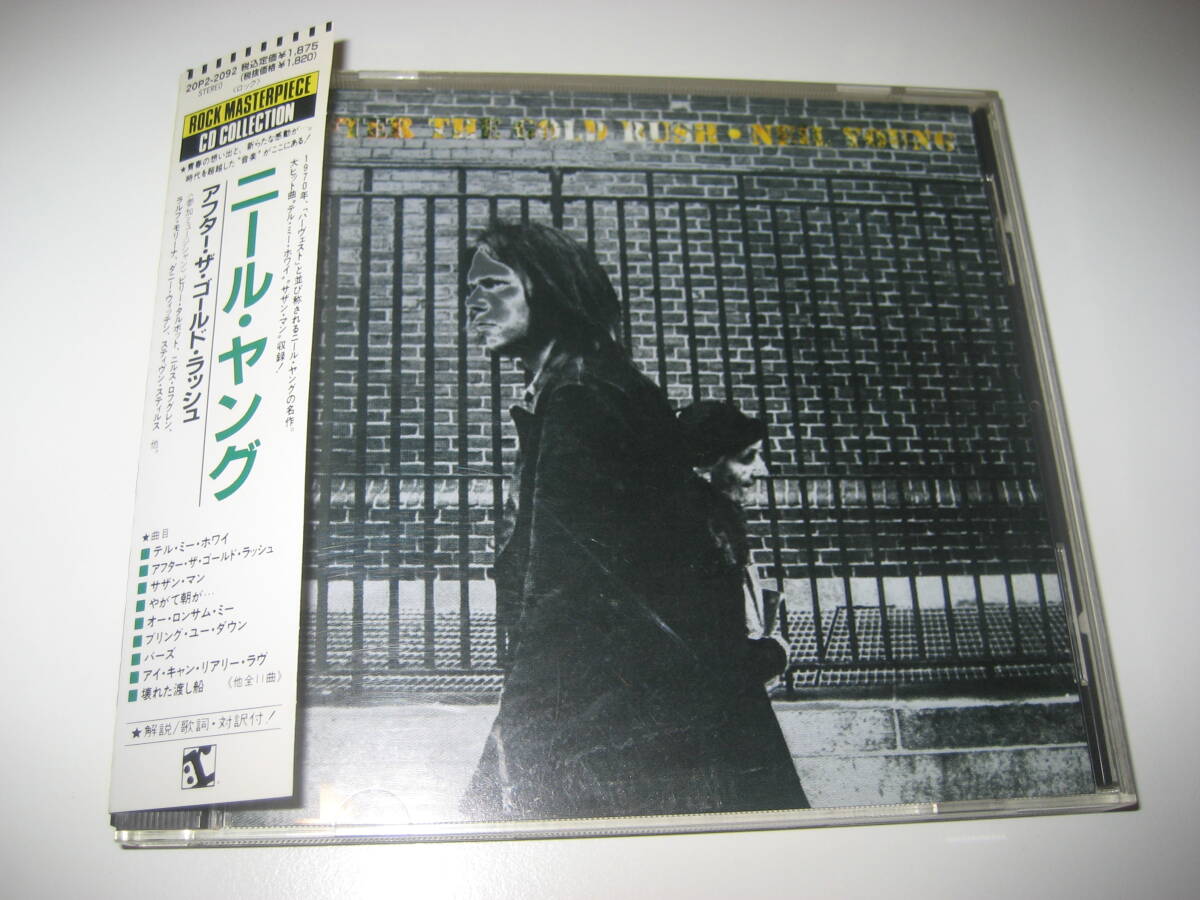 20P2-2092 税込定価¥1,875
STEREO 〈ロック〉 (税抜価格¥1,820)
ROCK MASTERPIECE
CD COLLECTION
★青春の想い出と、新らたな感動が…
時代を超越した"音楽"がここにある!
1970年、「ハーヴェスト」と並び称されるニール・ヤングの名作。
大ヒット曲"テル・ミー・ホワイ""サザン・マン"収録!
ニール・ヤング
アフター・ザ・ゴールド・ラッシュ
〈参加ミュージシャン〉ビリー・タルボット、ニルス・ロフグレン、
ラルフ・モリーナ、ダニー・ウィッテン、スティヴン・スティルス 他。
★曲目
■テル・ミー・ホワイ
■アフター・ザ・ゴールド・ラッシュ
■サザン・マン
■やがて朝が…
■オー・ロンサム・ミー
■ブリング・ユー・ダウン
■バーズ
■アイ・キャン・リアリー・ラヴ
■壊れた渡し船 《他全11曲》
★解説/歌詞・対訳付!
TER THE GOLD RUSH • NEIL YOUNG